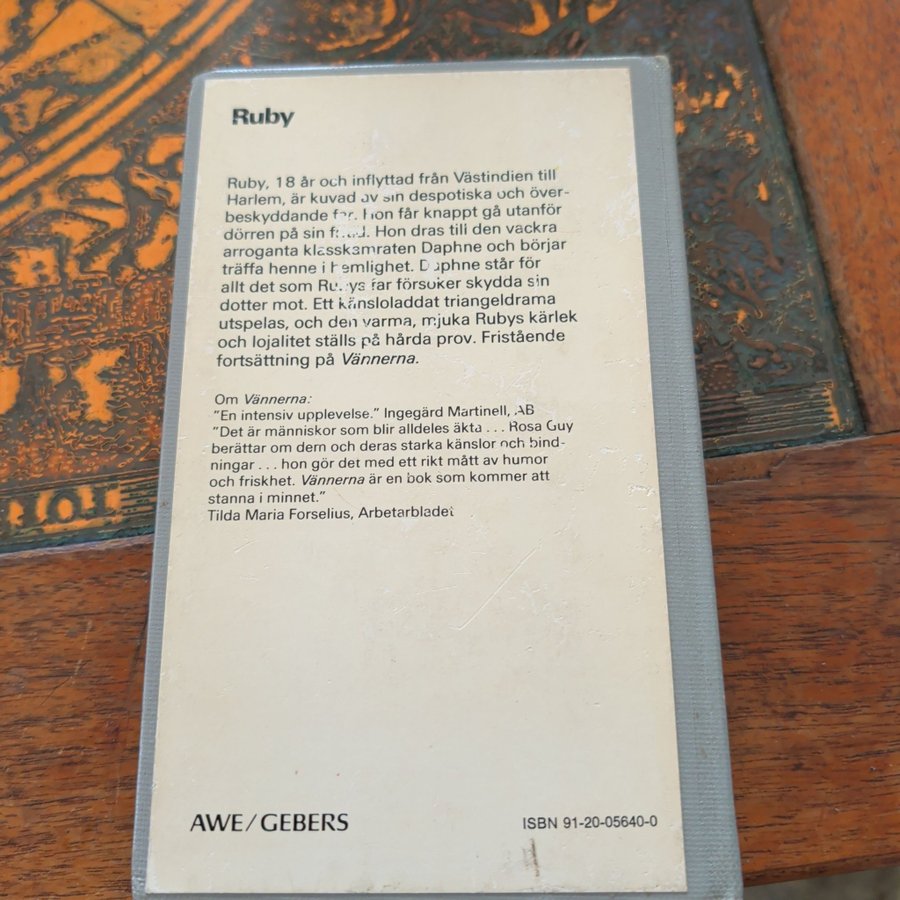 Ruby
Ruby, 18 år och inflyttad från Västindien till
Harlem, är kuvad av sin despotiska och över-
beskyddande far. Hon får knappt gå utanför
dörren på sin fritid. Hon dras till den vackra
arroganta klasskamraten Daphne och börjar
träffa henne i hemlighet. Daphne står för
allt det som Rubys far försöker skydda sin
dotter mot. Ett känsloladdat triangeldrama
utspelas, och den varma, mjuka Rubys kärlek
och lojalitet ställs på hårda prov. Fristående
fortsättning på Vännerna.
Om Vännerna:
"En intensiv upplevelse." Ingegärd Martinell, AB
"Det är människor som blir alldeles äkta . . . Rosa Guy
berättar om dem och deras starka känslor och bind-
ningar . . . hon gör det med ett rikt mått av humor
och friskhet. Vännerna är en bok som kommer att
stanna i minnet."
Tilda Maria Forselius, Arbetarbladet
AWE/GEBERS
ISBN 91-20-05640-0